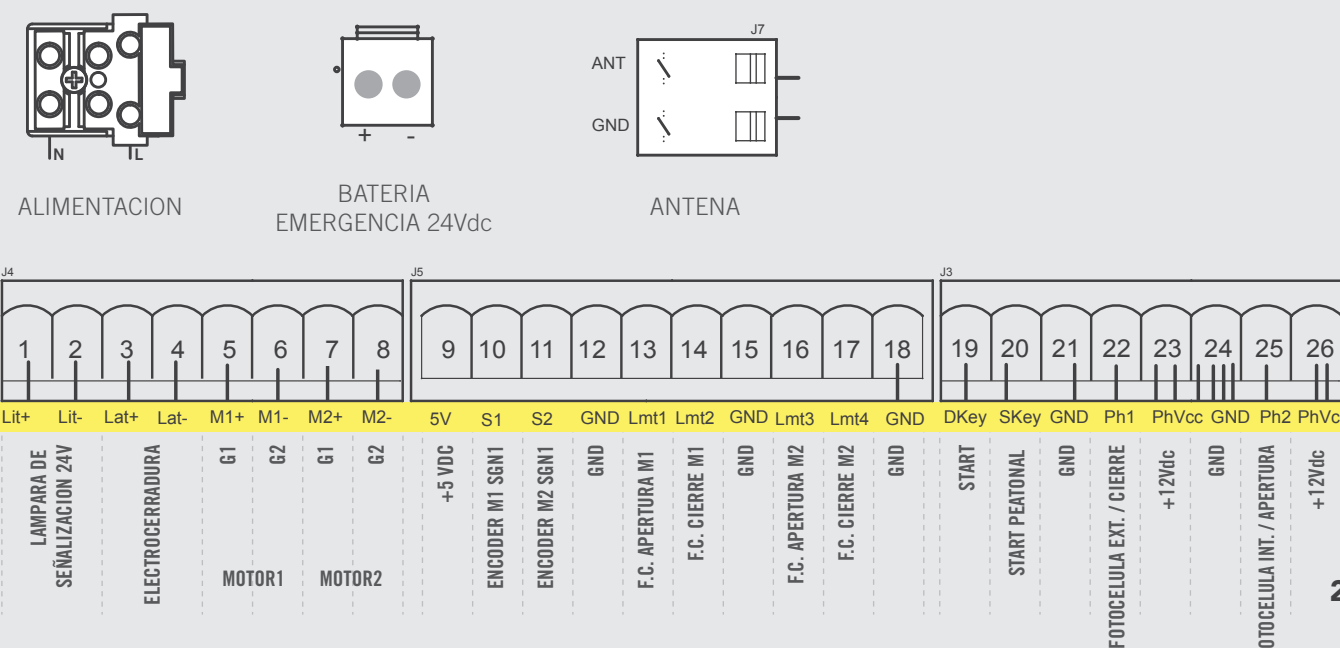 J7
ANT
GND
N L
+ -
ALIMENTACION
BATERIA
EMERGENCIA 24Vdc
ANTENA
J4 J5 J3
1 2 3 4 5 6 7 8 9 10 11 12 13 14 15 16 17 18 19 20 21 22 23 24 25 26
Lit+ Lit- Lat+ Lat- M1+ M1- M2+ M2- 5V S1 S2 GND Lmt1 Lmt2 GND Lmt3 Lmt4 GND DKey SKey GND Ph1 PhVcc GND Ph2 PhVc
LAMPARA DE
SEÑALIZACION 24V
ELECTROCERRADURA
G1
G2
G1
G2
MOTOR1
MOTOR2
+5 VDC
ENCODER M1 SGN1
ENCODER M2 SGN1
GND
F.C. APERTURA M1
F.C. CIERRE M1
GND
F.C. APERTURA M2
F.C. CIERRE M2
GND
START
START PEATONAL
GND
FOTOCELULA EXT. / CIERRE
+12Vdc
GND
OTOCELULA INT. / APERTURA
+12Vdc
2